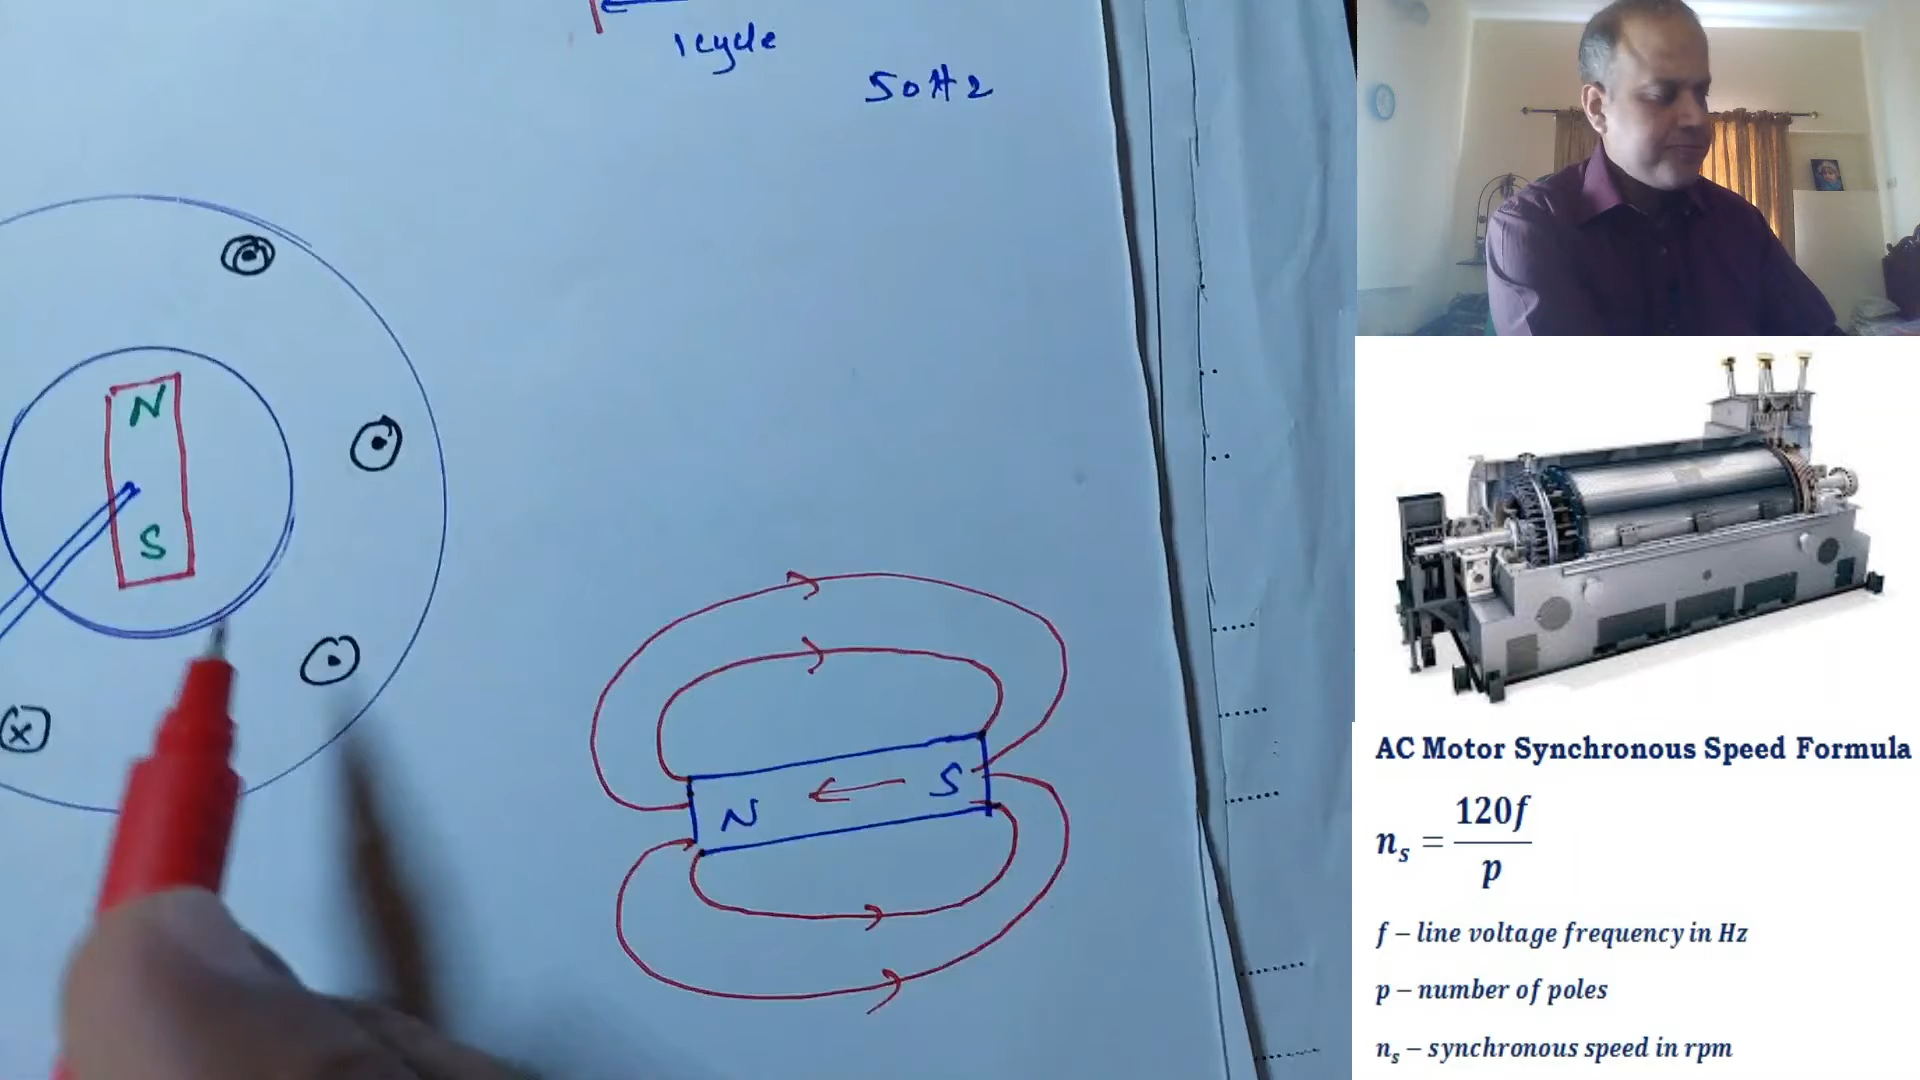 1cycle
50Hz
N
S
N
S
AC Motor Synchronous Speed Formula
n_s = 120f / p
f – line voltage frequency in Hz
p – number of poles
n_s – synchronous speed in rpm